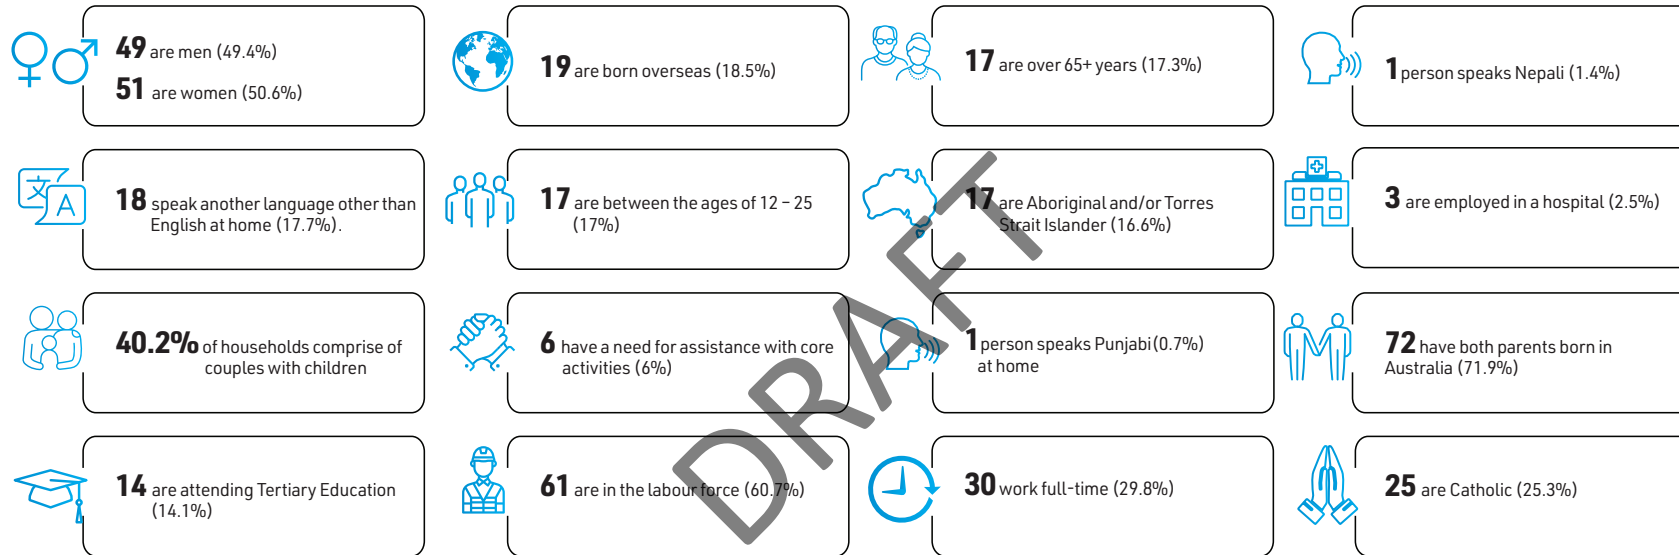 49 are men (49.4%)
51 are women (50.6%)
19 are born overseas (18.5%)
17 are over 65+ years (17.3%)
1 person speaks Nepali (1.4%)
文
A
18 speak another language other than
English at home (17.7%).
17 are between the ages of 12 – 25
(17%)
17 are Aboriginal and/or Torres
Strait Islander (16.6%)
3 are employed in a hospital (2.5%)
40.2% of households comprise of
couples with children
6 have a need for assistance with core
activities (6%)
1 person speaks Punjabi (0.7%)
at home
72 have both parents born in
Australia (71.9%)
14 are attending Tertiary Education
(14.1%)
61 are in the labour force (60.7%)
30 work full-time (29.8%)
25 are Catholic (25.3%)
DRAFT